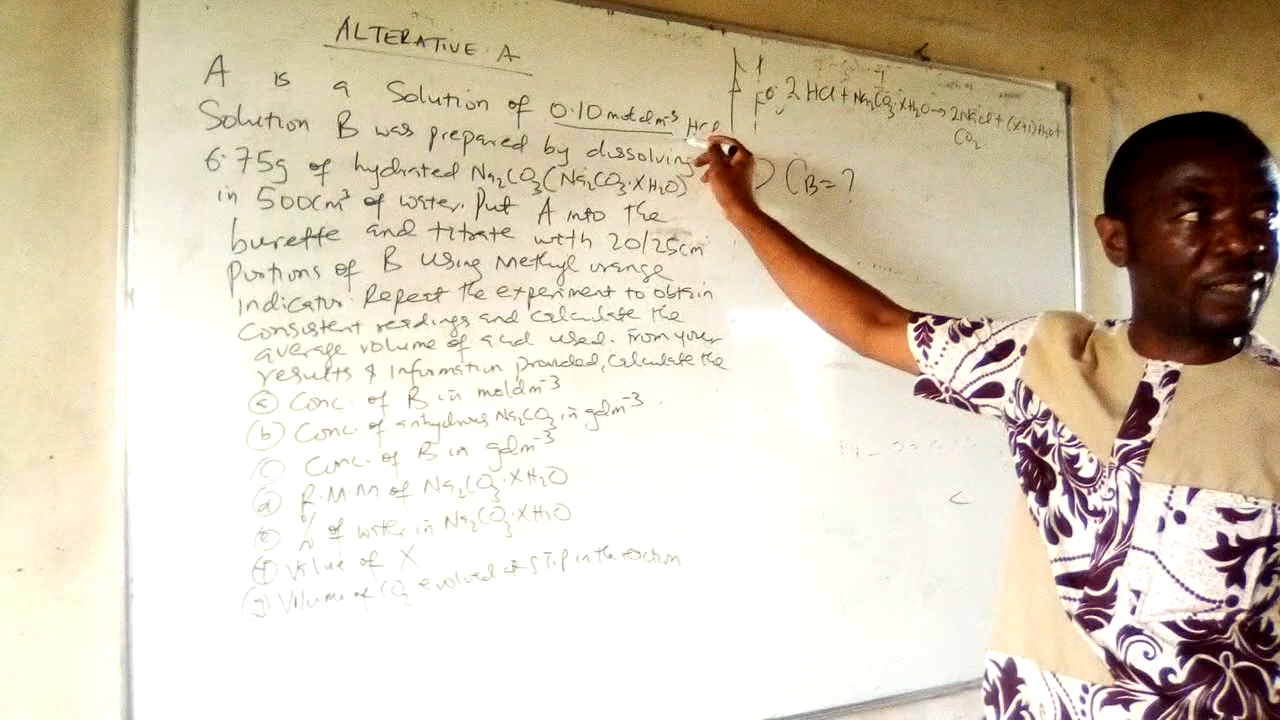 ALTERATIVE A
A is a Solution of 0.10 moldm⁻³ HCl
Solution B was prepared by dissolving
6.75g of hydrated Na₂CO₃(Na₂CO₃.XH₂O)
in 500cm³ of water. Put A into the
burette and titrate with 20/25cm
Portions of B using Methyl orange
Indicator. Repeat the experiment to obtain
Consistent readings and calculate the
average volume of acid used. From your
results & Information provided, Calculate the
(a) Conc. of B in moldm⁻³
(b) Conc. of anhydrous Na₂CO₃ in gdm⁻³
(c) Conc. of B in gdm⁻³
(d) R.M.M of Na₂CO₃.XH₂O
(e) % of water in Na₂CO₃.XH₂O
(f) Value of X
(g) Volume of CO₂ evolved at S.T.P in the reaction
2HCl + Na₂CO₃.XH₂O → 2NaCl + (X+1)H₂O +
CO₂
CB = ?